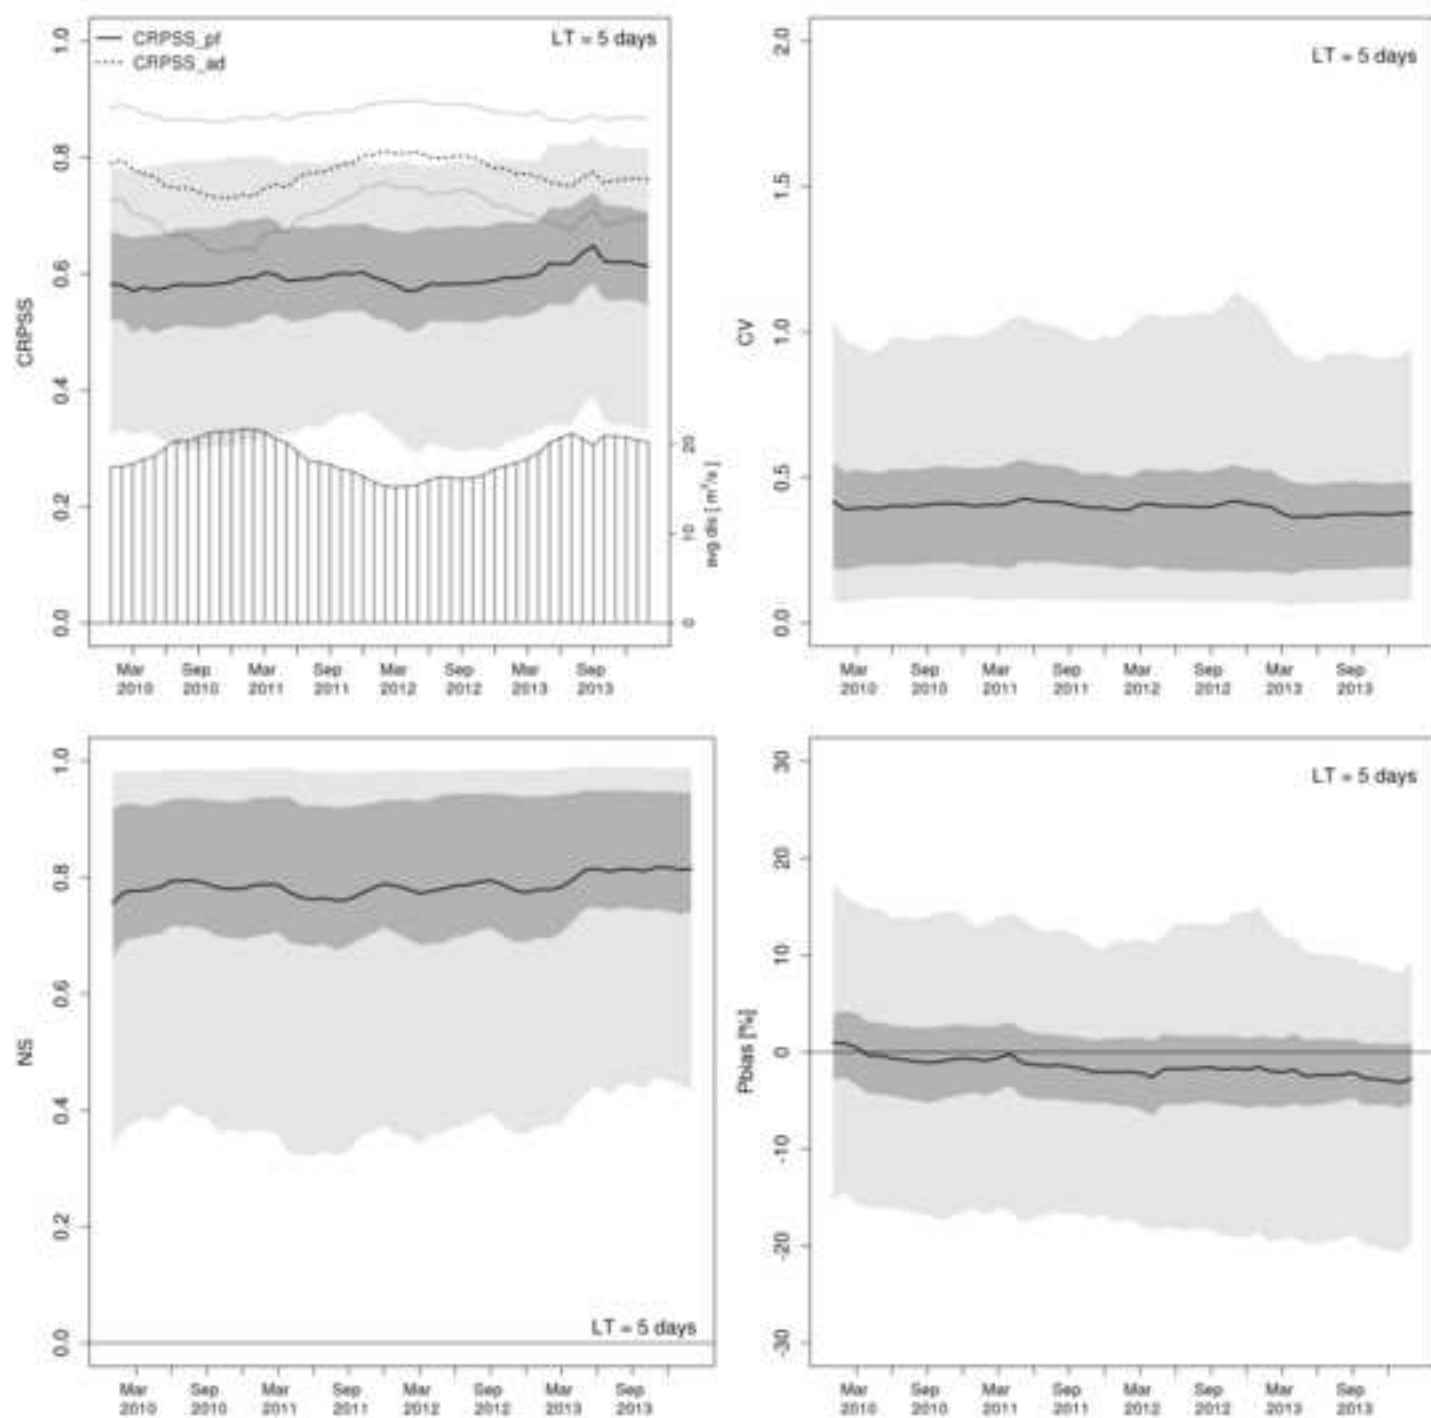 CRPSS_pf
CRPSS_ad
LT = 5 days
CRPSS
1.0
0.8
0.6
0.4
0.2
0.0
20
10
0
avg dis [ m³/s ]
Mar 2010
Sep 2010
Mar 2011
Sep 2011
Mar 2012
Sep 2012
Mar 2013
Sep 2013
LT = 5 days
CV
2.0
1.5
1.0
0.5
0.0
Mar 2010
Sep 2010
Mar 2011
Sep 2011
Mar 2012
Sep 2012
Mar 2013
Sep 2013
NS
1.0
0.8
0.6
0.4
0.2
0.0
LT = 5 days
Mar 2010
Sep 2010
Mar 2011
Sep 2011
Mar 2012
Sep 2012
Mar 2013
Sep 2013
LT = 5 days
Pbias [%]
30
20
10
0
-10
-20
-30
Mar 2010
Sep 2010
Mar 2011
Sep 2011
Mar 2012
Sep 2012
Mar 2013
Sep 2013